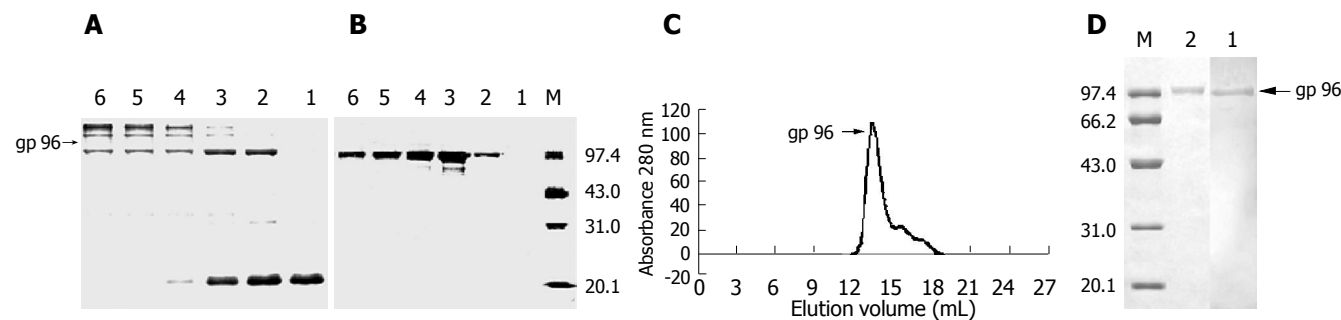 A
6 5 4 3 2 1
gp 96
B
6 5 4 3 2 1 M
97.4
43.0
31.0
20.1
C
Absorbance 280 nm
120
100
80
60
40
20
0
-20
gp 96
0 3 6 9 12 15 18 21 24 27
Elution volume (mL)
D
M 2 1
97.4
66.2
43.0
31.0
20.1
gp 96